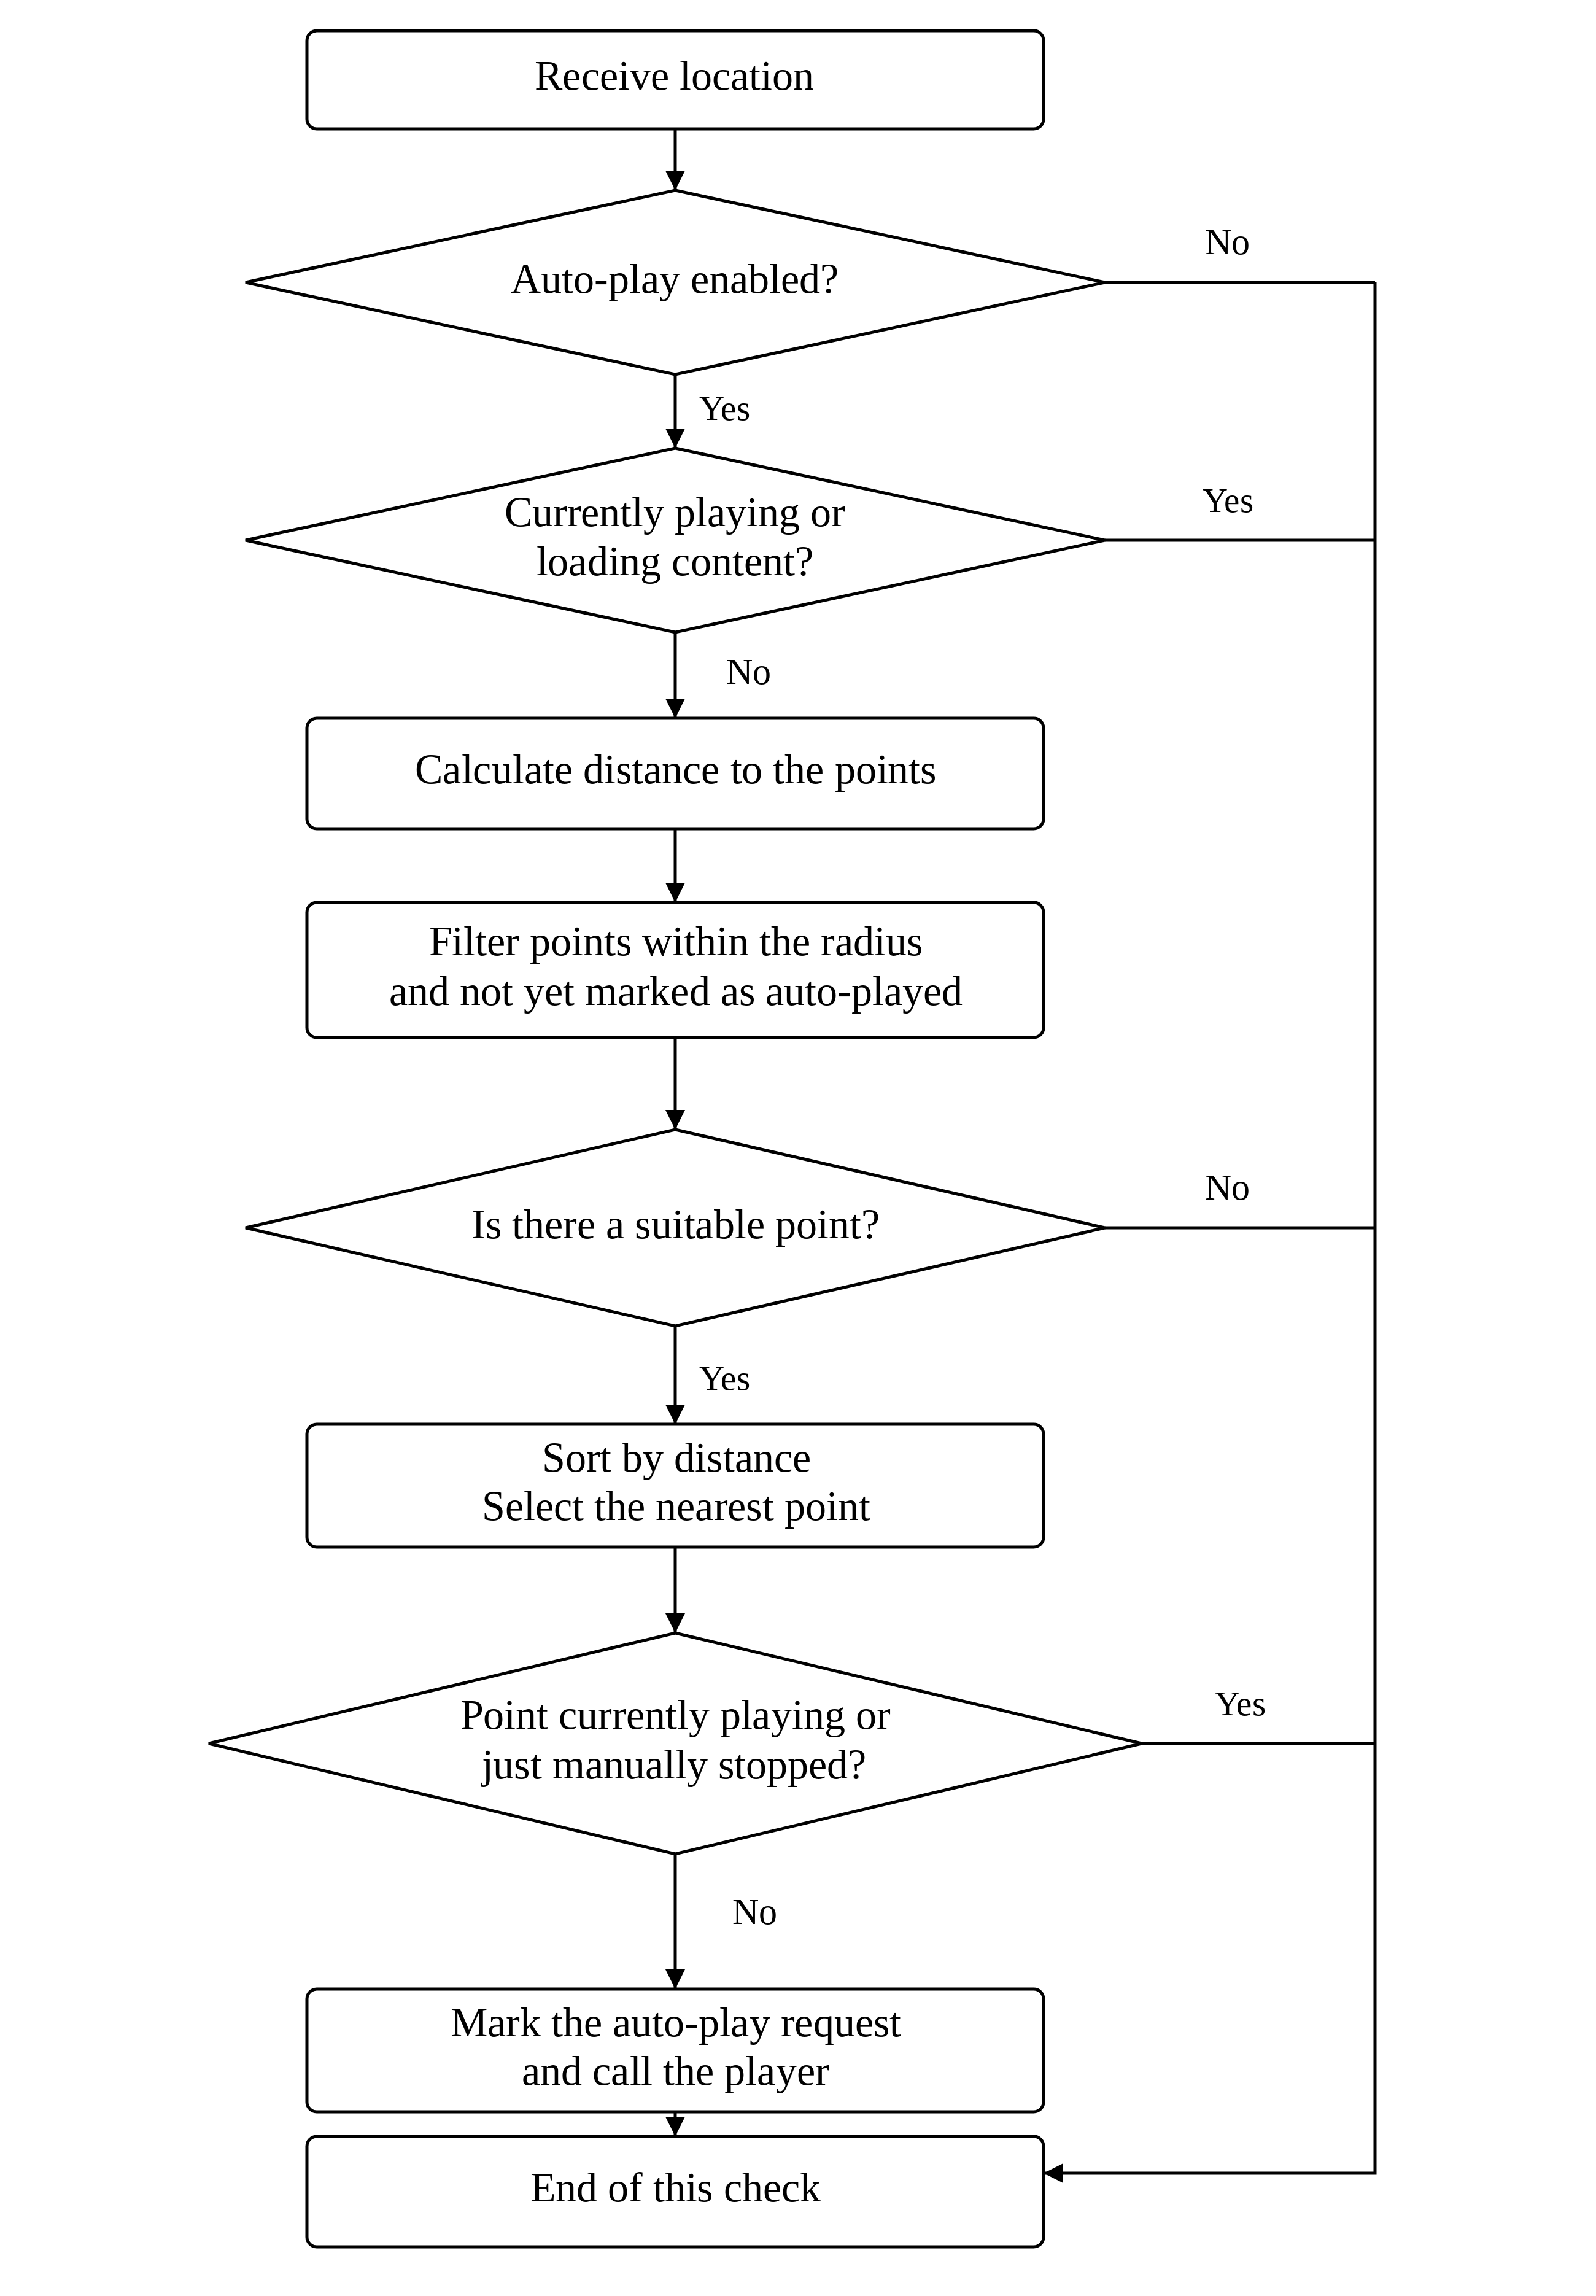 Receive location
Auto-play enabled?
No
Yes
Currently playing or
loading content?
Yes
No
Calculate distance to the points
Filter points within the radius
and not yet marked as auto-played
Is there a suitable point?
No
Yes
Sort by distance
Select the nearest point
Point currently playing or
just manually stopped?
Yes
No
Mark the auto-play request
and call the player
End of this check